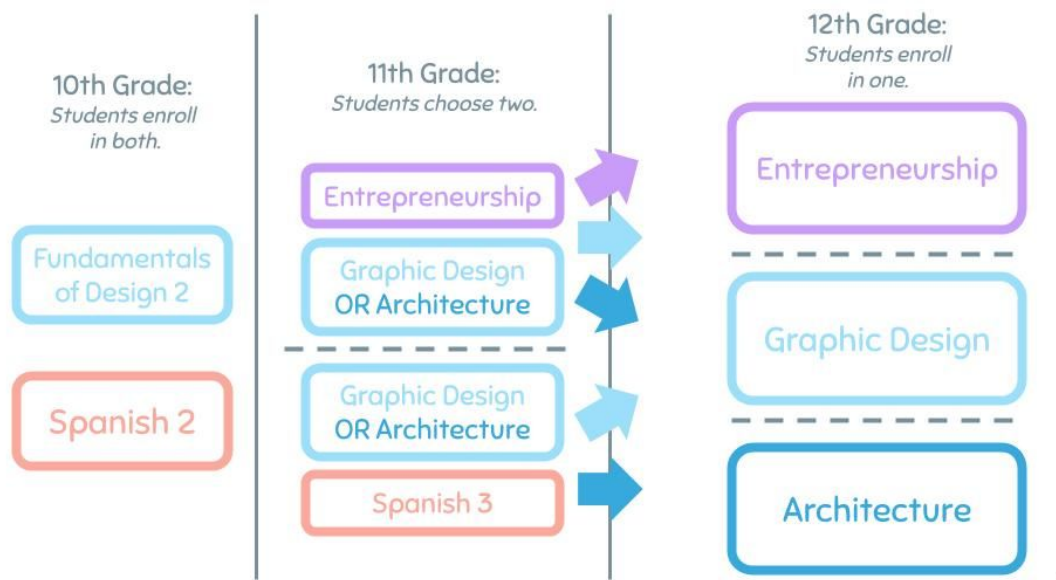 10th Grade:
Students enroll
in both.
Fundamentals
of Design 2
Spanish 2
11th Grade:
Students choose two.
Entrepreneurship
Graphic Design
OR Architecture
Graphic Design
OR Architecture
Spanish 3
12th Grade:
Students enroll
in one.
Entrepreneurship
Graphic Design
Architecture